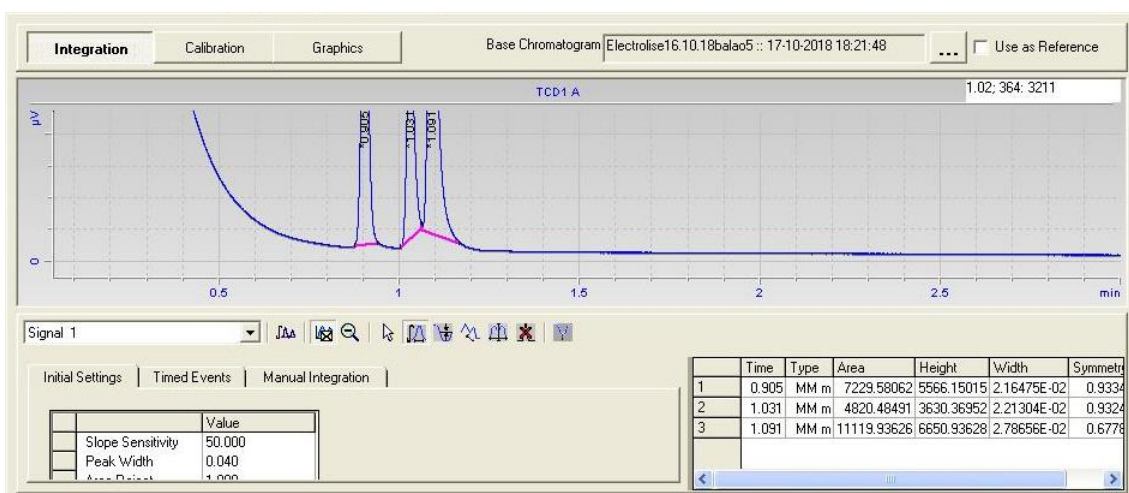 Integration Calibration Graphics Base Chromatogram Electrolise16.10.18balao5 :: 17-10-2018 18:21:48 ... Use as Reference
TCD1 A 1.02; 364: 3211
µV
*0.905 *1.031 *1.091
0
0.5 1 1.5 2 2.5 min
Signal 1
Initial Settings Timed Events Manual Integration
Value
Slope Sensitivity 50.000
Peak Width 0.040
Area Reject 1.000
Time Type Area Height Width Symmetry
1 0.905 MM m 7229.58062 5566.15015 2.16475E-02 0.9334
2 1.031 MM m 4820.48491 3630.36952 2.21304E-02 0.9324
3 1.091 MM m 11119.93626 6650.93628 2.78656E-02 0.6778